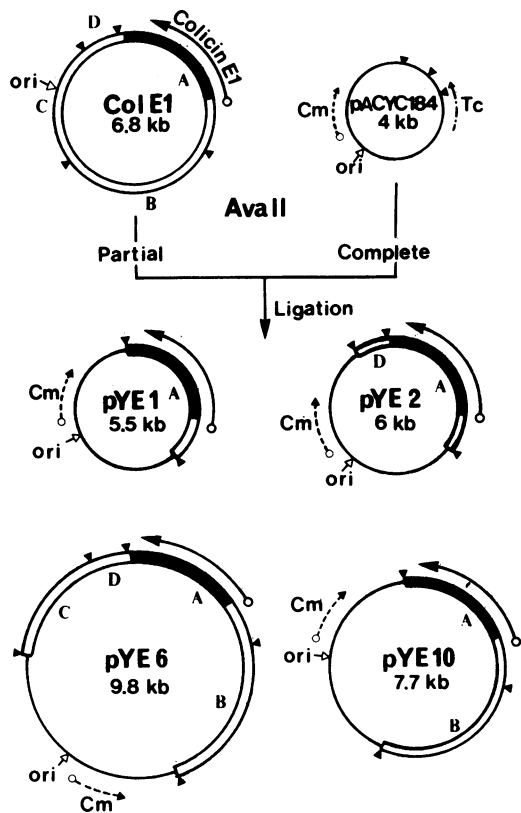 D
Colicin E1
A
ori
C
Col E1
6.8 kb
B
Cm
pACYC184
4 kb
Tc
ori
Ava II
Partial
Complete
Ligation
Cm
A
pYE 1
5.5 kb
ori
D
A
Cm
pYE 2
6 kb
ori
D
A
C
pYE 6
9.8 kb
B
ori
Cm
Cm
A
ori
pYE 10
7.7 kb
B